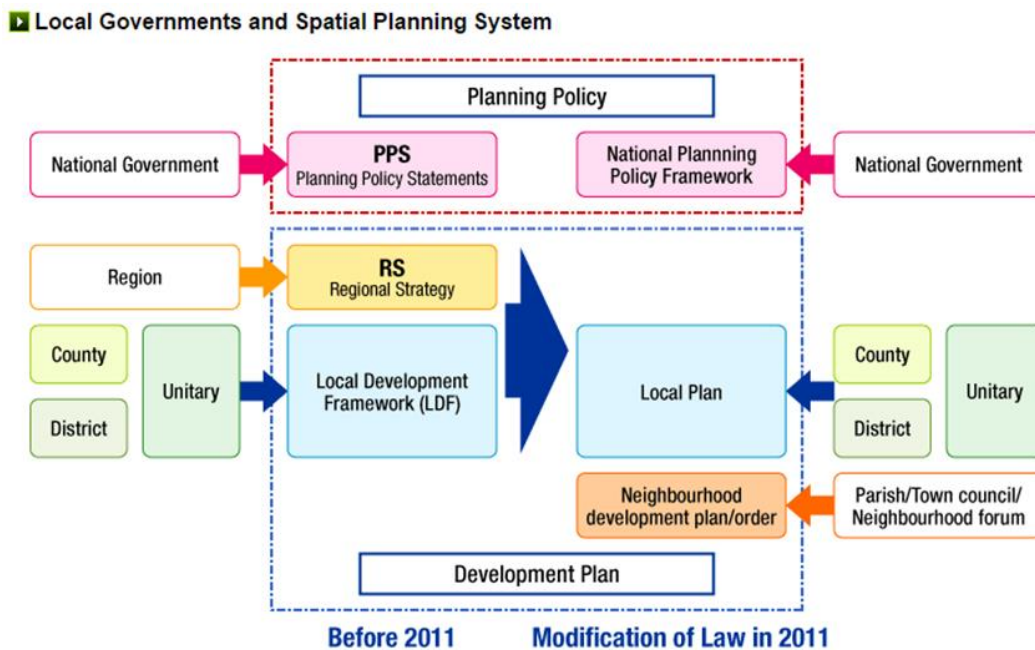 Local Governments and Spatial Planning System
Planning Policy
National Government
PPS
Planning Policy Statements
National Plannning
Policy Framework
National Government
Region
RS
Regional Strategy
County
District
Unitary
Local Development
Framework (LDF)
Local Plan
County
District
Unitary
Neighbourhood
development plan/order
Parish/Town council/
Neighbourhood forum
Development Plan
Before 2011
Modification of Law in 2011